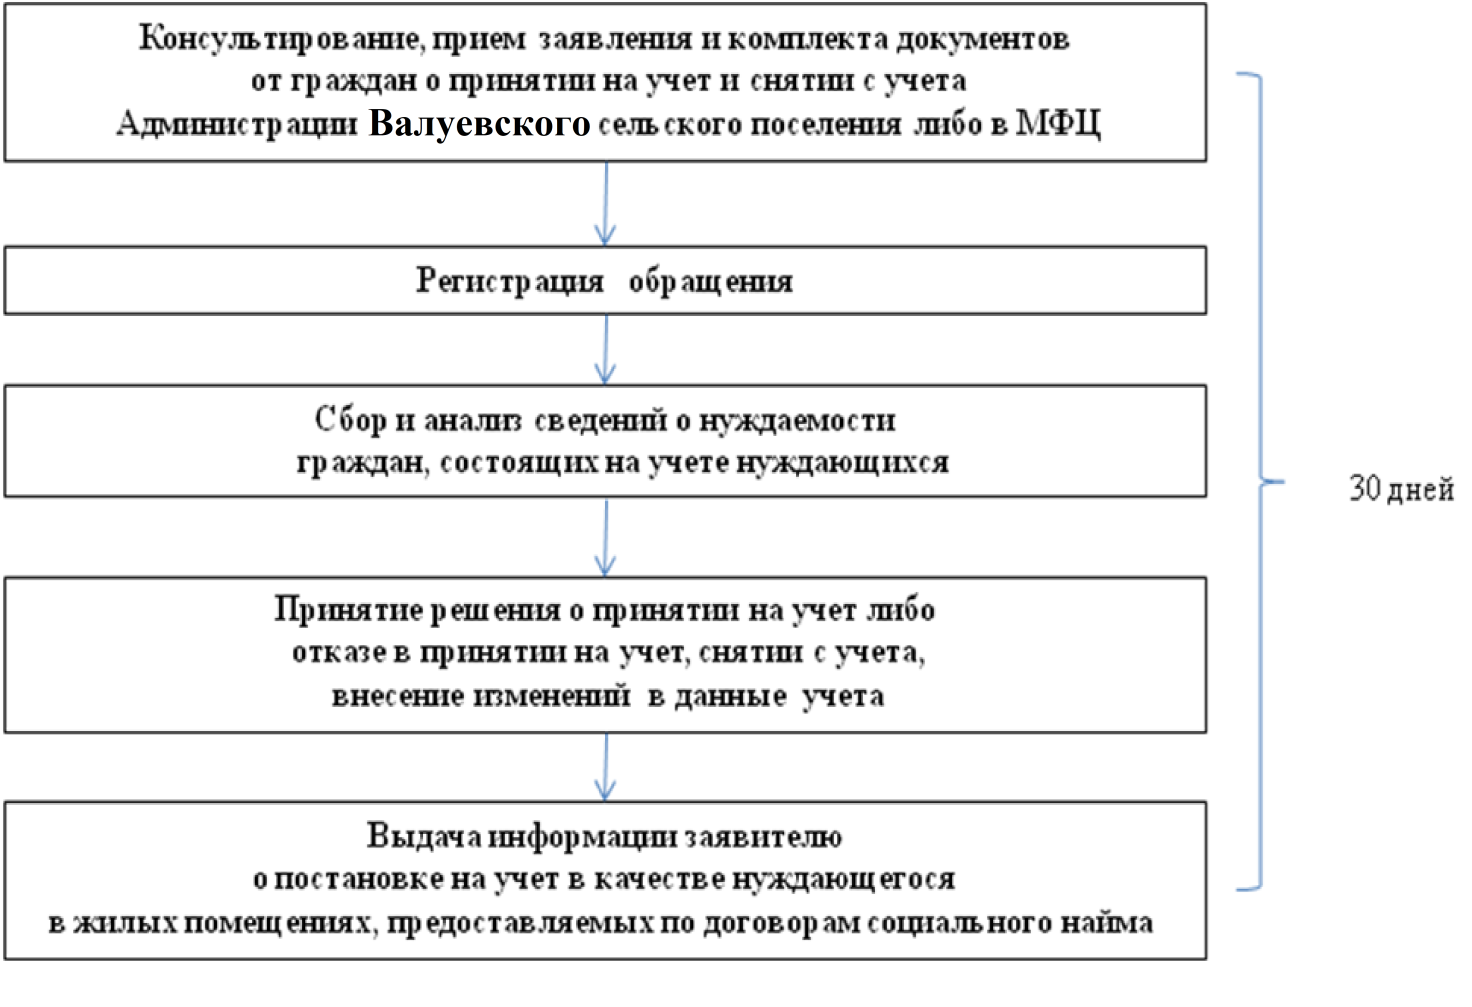 Консультирование, прием заявления и комплекта документов
от граждан о принятии на учет и снятии с учета
Администрации Валуевского сельского поселения либо в МФЦ
Регистрация обращения
Сбор и анализ сведений о нуждаемости
граждан, состоящих на учете нуждающихся
30 дней
Принятие решения о принятии на учет либо
отказе в принятии на учет, снятии с учета,
внесение изменений в данные учета
Выдача информации заявителю
о постановке на учет в качестве нуждающегося
в жилых помещениях, предоставляемых по договорам социального найма